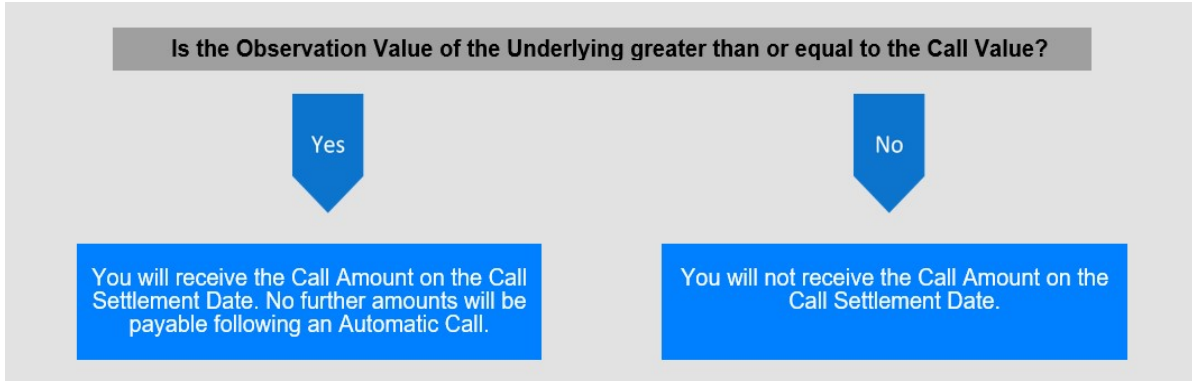 Is the Observation Value of the Underlying greater than or equal to the Call Value?
Yes
No
You will receive the Call Amount on the Call
Settlement Date. No further amounts will be
payable following an Automatic Call.
You will not receive the Call Amount on the
Call Settlement Date.